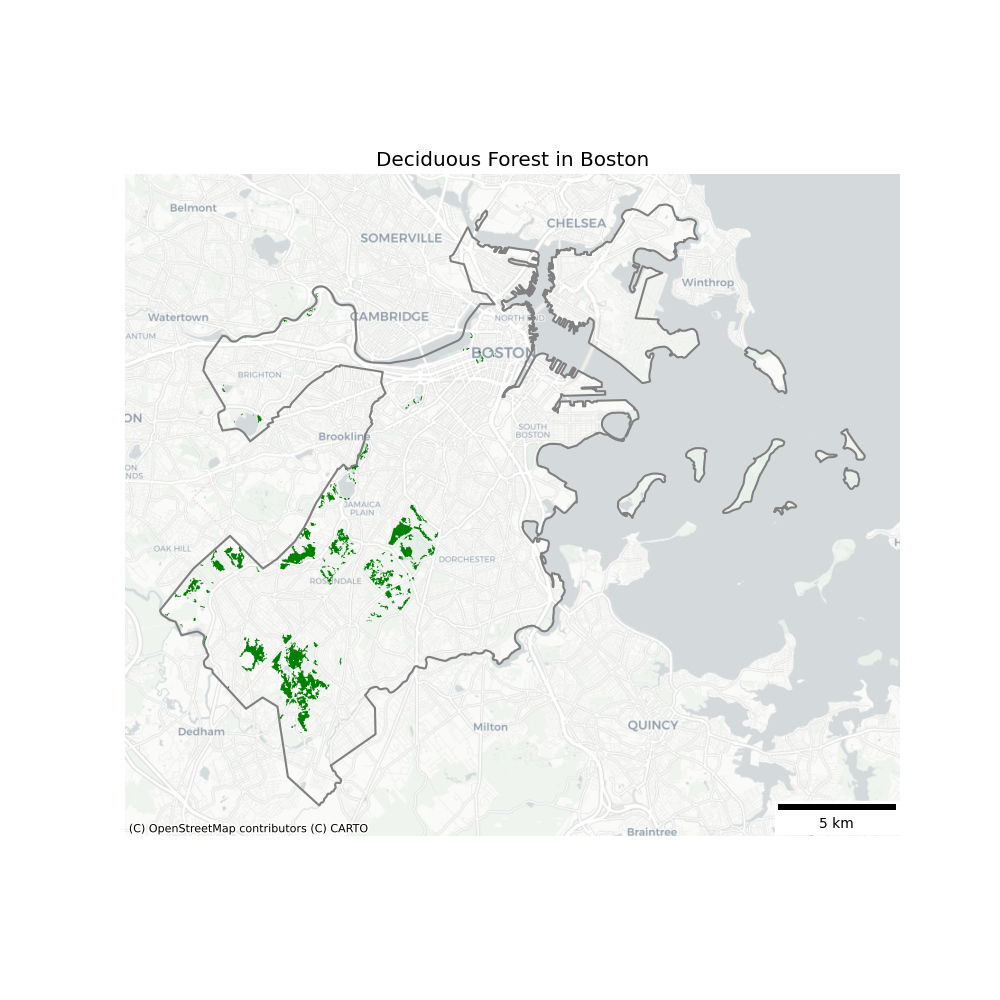 Deciduous Forest in Boston
Belmont
CHELSEA
SOMERVILLE
Winthrop
Watertown
CAMBRIDGE
NORTH END
ANTUM
BOSTON
BRIGHTON
ON
SOUTH
BOSTON
Brookline
ON
NDS
JAMAICA
PLAIN
OAK HILL
H
DORCHESTER
ROSLINDALE
Dedham
Milton
QUINCY
Braintree
5 km
(C) OpenStreetMap contributors (C) CARTO